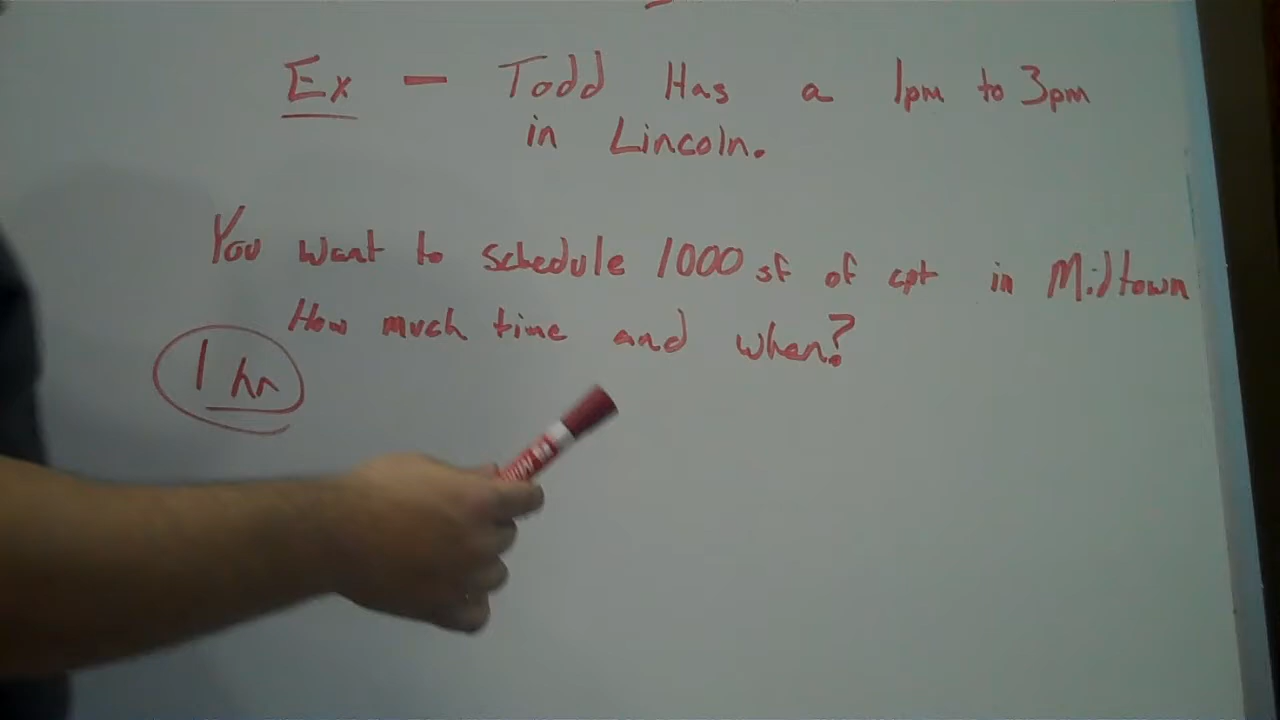 Ex - Todd Has a 1pm to 3pm
in Lincoln.
You want to schedule 1000 sf of cpt in Midtown
How much time and when?
1 hr